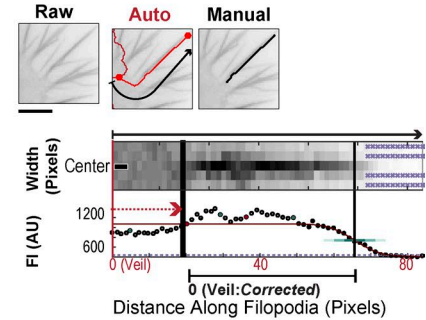 Raw
Auto
Manual
Width
(Pixels)
Center
FI (AU)
1200
600
0 (Veil)
40
80
0 (Veil:Corrected)
Distance Along Filopodia (Pixels)